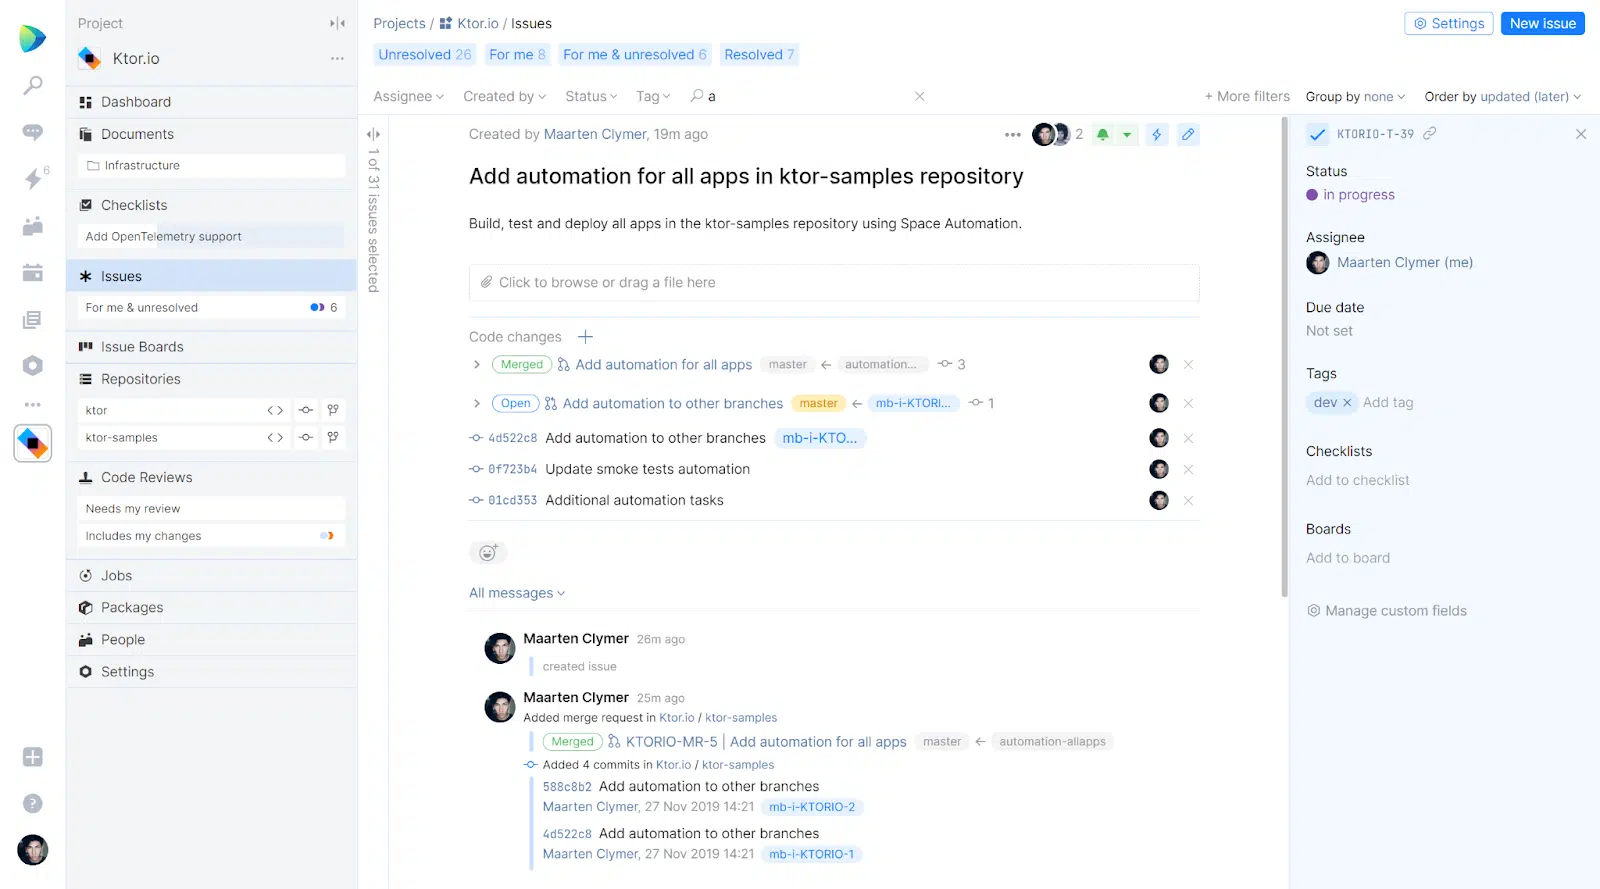 Project
Ktor.io
Dashboard
Documents
Infrastructure
Checklists
Add OpenTelemetry support
Issues
For me & unresolved 6
Issue Boards
Repositories
ktor
ktor-samples
Code Reviews
Needs my review
Includes my changes
Jobs
Packages
People
Settings
6
Projects / Ktor.io / Issues
Settings
New issue
Unresolved 26 For me 8 For me & unresolved 6 Resolved 7
Assignee Created by Status Tag a
+ More filters Group by none Order by updated (later)
1 of 31 issues selected
Created by Maarten Clymer, 19m ago
2
Add automation for all apps in ktor-samples repository
Build, test and deploy all apps in the ktor-samples repository using Space Automation.
Click to browse or drag a file here
Code changes
Merged Add automation for all apps master ← automation... 3
Open Add automation to other branches master ← mb-i-KTORI... 1
4d522c8 Add automation to other branches mb-i-KTO...
0f723b4 Update smoke tests automation
01cd353 Additional automation tasks
All messages
Maarten Clymer 26m ago
created issue
Maarten Clymer 25m ago
Added merge request in Ktor.io / ktor-samples
Merged KTORIO-MR-5 | Add automation for all apps master ← automation-allapps
Added 4 commits in Ktor.io / ktor-samples
588c8b2 Add automation to other branches
Maarten Clymer, 27 Nov 2019 14:21 mb-i-KTORIO-2
4d522c8 Add automation to other branches
Maarten Clymer, 27 Nov 2019 14:21 mb-i-KTORIO-1
KTORIO-T-39
Status
in progress
Assignee
Maarten Clymer (me)
Due date
Not set
Tags
dev × Add tag
Checklists
Add to checklist
Boards
Add to board
Manage custom fields